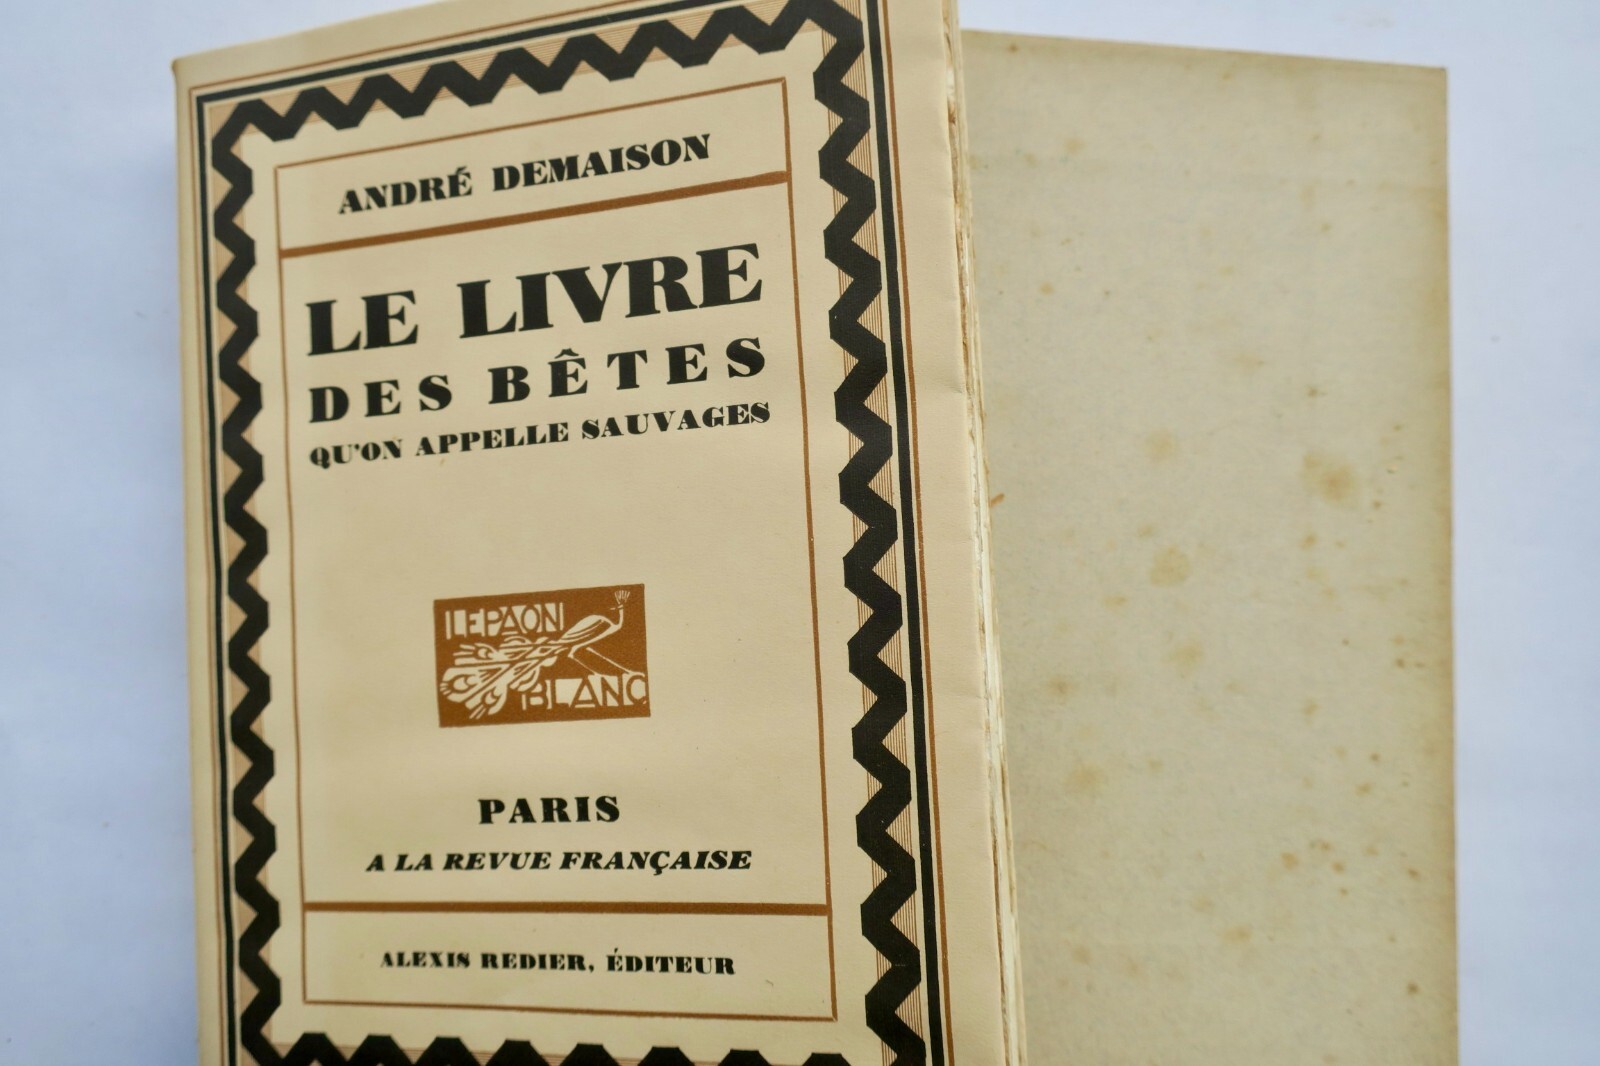 ANDRÉ DEMAISON
LE LIVRE
DES BÊTES
QU'ON APPELLE SAUVAGES
LE PAON
BLANC
PARIS
A LA REVUE FRANÇAISE
ALEXIS REDIER, ÉDITEUR